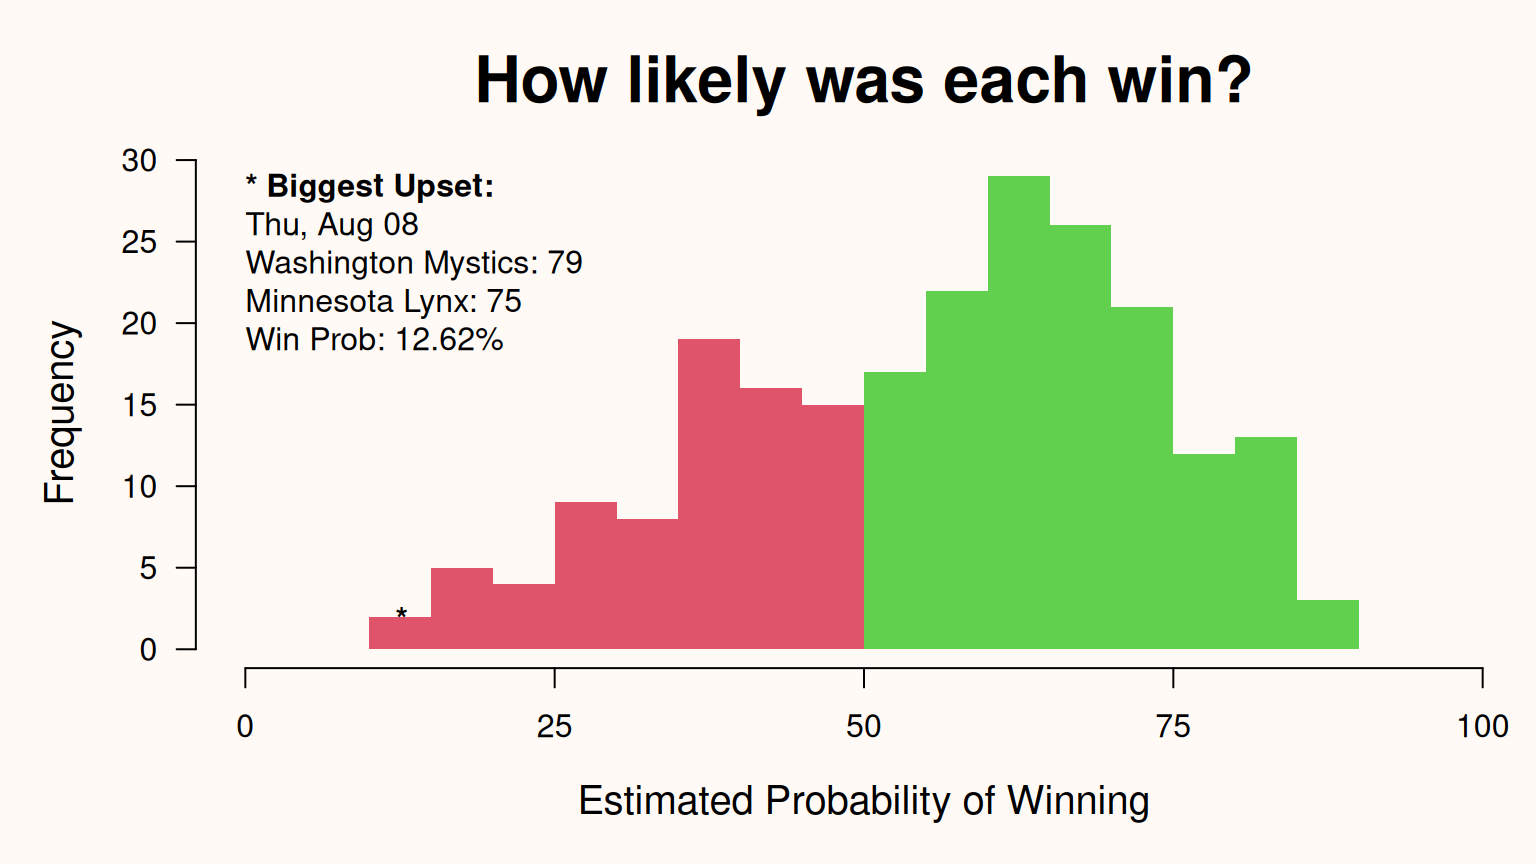 How likely was each win?
* Biggest Upset:
Thu, Aug 08
Washington Mystics: 79
Minnesota Lynx: 75
Win Prob: 12.62%
Frequency
30
25
20
15
10
5
0
*
0 25 50 75 100
Estimated Probability of Winning